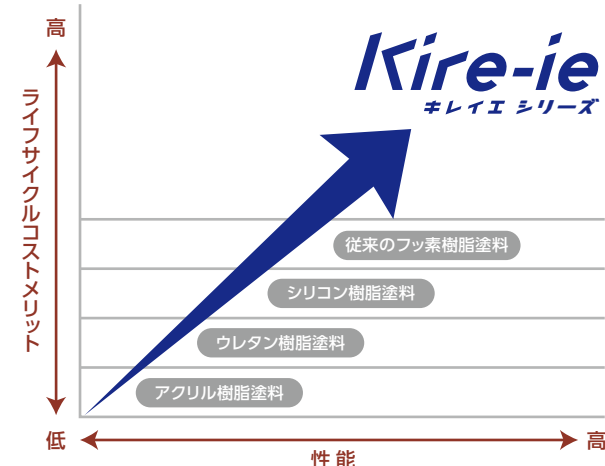 高
ライフサイクルコストメリット
Kire-ie
キレイエ シリーズ
従来のフッ素樹脂塗料
シリコン樹脂塗料
ウレタン樹脂塗料
アクリル樹脂塗料
低
高
性能